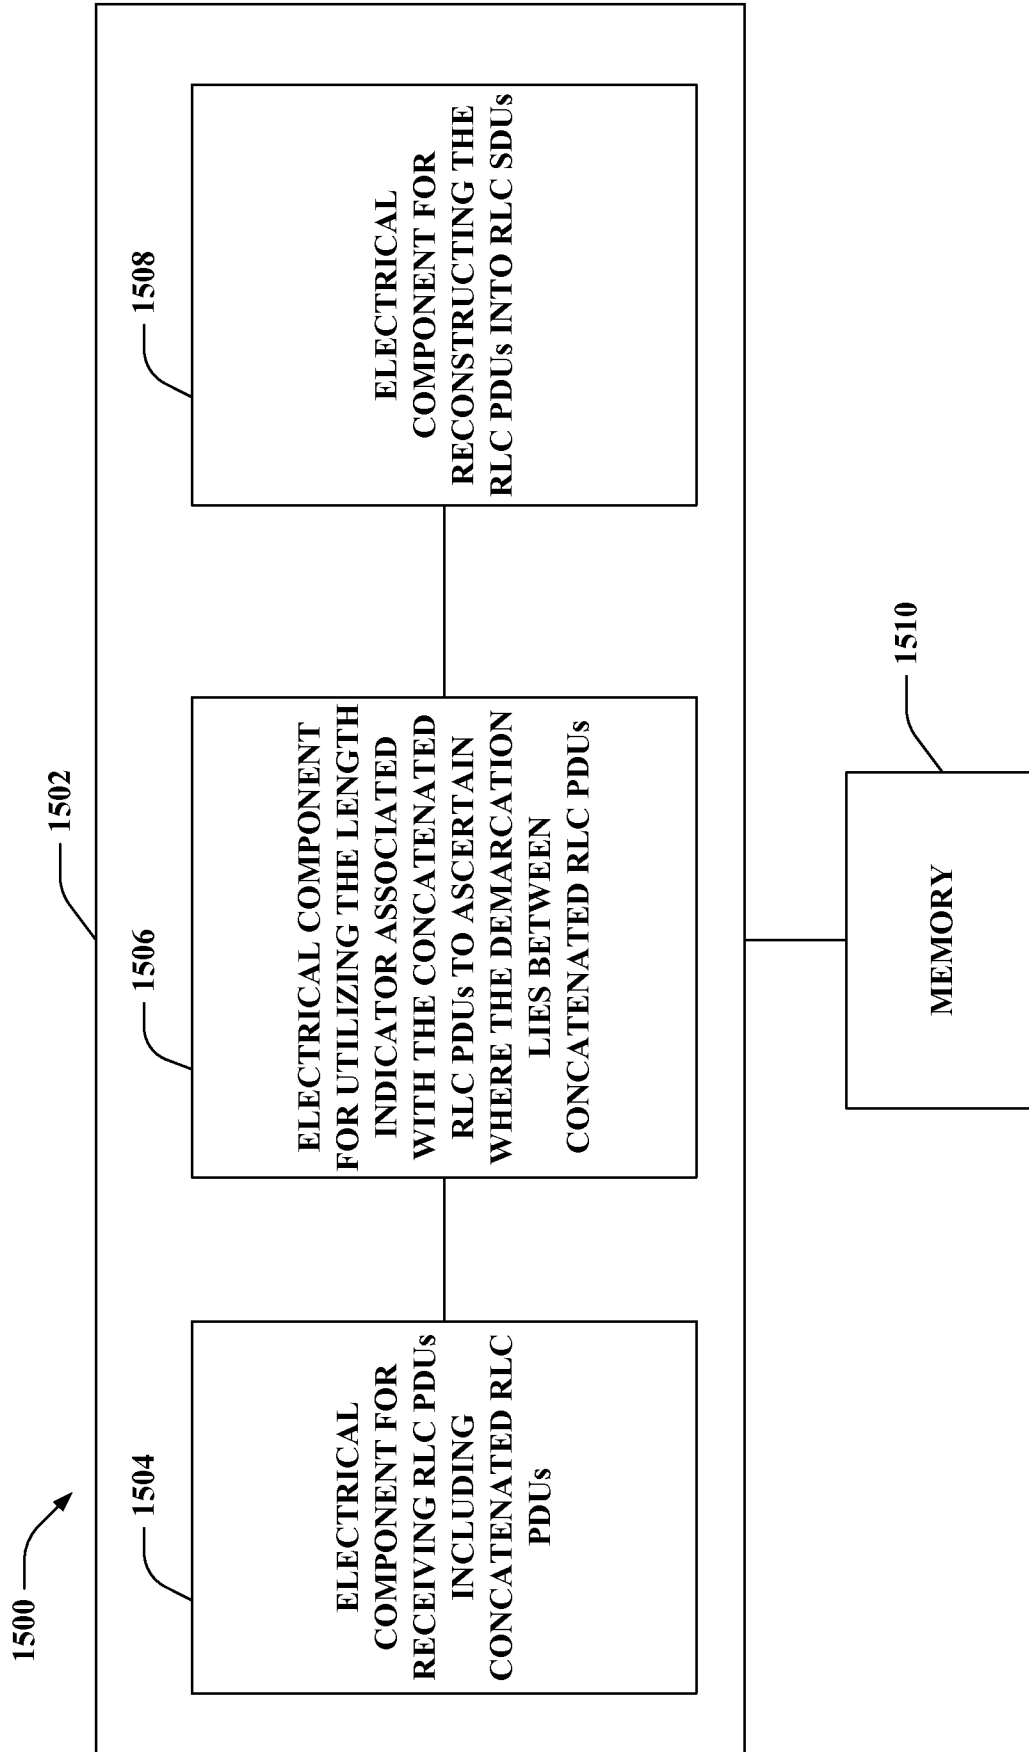 1500
1502
1504
ELECTRICAL
COMPONENT FOR
RECEIVING RLC PDUs
INCLUDING
CONCATENATED RLC
PDUs
1506
ELECTRICAL COMPONENT
FOR UTILIZING THE LENGTH
INDICATOR ASSOCIATED
WITH THE CONCATENATED
RLC PDUs TO ASCERTAIN
WHERE THE DEMARCATION
LIES BETWEEN
CONCATENATED RLC PDUs
1508
ELECTRICAL
COMPONENT FOR
RECONSTRUCTING THE
RLC PDUs INTO RLC SDUs
1510
MEMORY